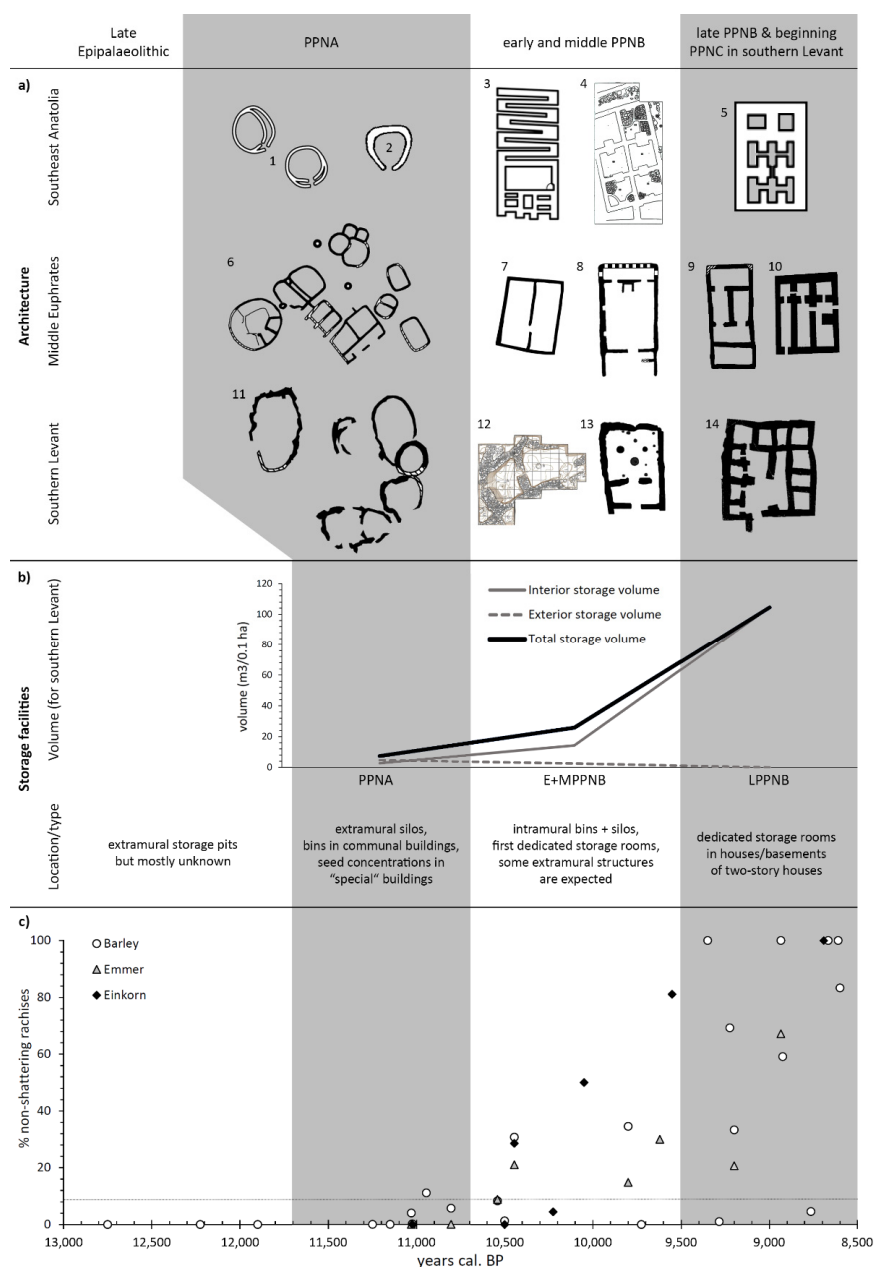 Late
Epipalaeolithic
PPNA
early and middle PPNB
late PPNB & beginning
PPNC in southern Levant
a)
Architecture
Southeast Anatolia
1
2
3
4
5
Middle Euphrates
6
7
8
9
10
Southern Levant
11
12
13
14
b)
Storage facilities
Volume (for southern Levant)
volume (m3/0.1 ha)
120
100
80
60
40
20
0
Interior storage volume
Exterior storage volume
Total storage volume
PPNA
E+MPPNB
LPPNB
Location/type
extramural storage pits
but mostly unknown
extramural silos,
bins in communal buildings,
seed concentrations in
"special" buildings
intramural bins + silos,
first dedicated storage rooms,
some extramural structures
are expected
dedicated storage rooms
in houses/basements
of two-story houses
c)
% non-shattering rachises
100
80
60
40
20
0
Barley
Emmer
Einkorn
13,000
12,500
12,000
11,500
11,000
10,500
10,000
9,500
9,000
8,500
years cal. BP